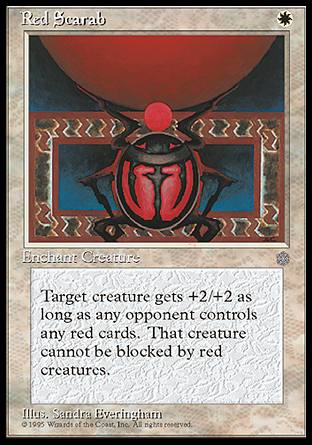 Red Scarab
Enchant Creature
Target creature gets +2/+2 as
long as any opponent controls
any red cards. That creature
cannot be blocked by red
creatures.
Illus. Sandra Everingham
©1995 Wizards of the Coast, Inc. All rights reserved.